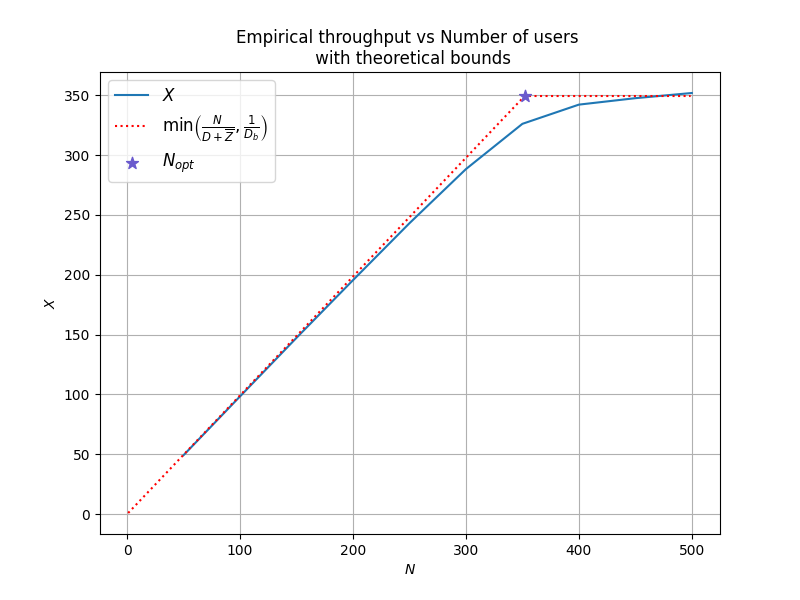 Empirical throughput vs Number of users
with theoretical bounds
X
min(N/(D + Z̅), 1/D_b)
N_opt
350
300
250
200
150
100
50
0
X
0 100 200 300 400 500
N